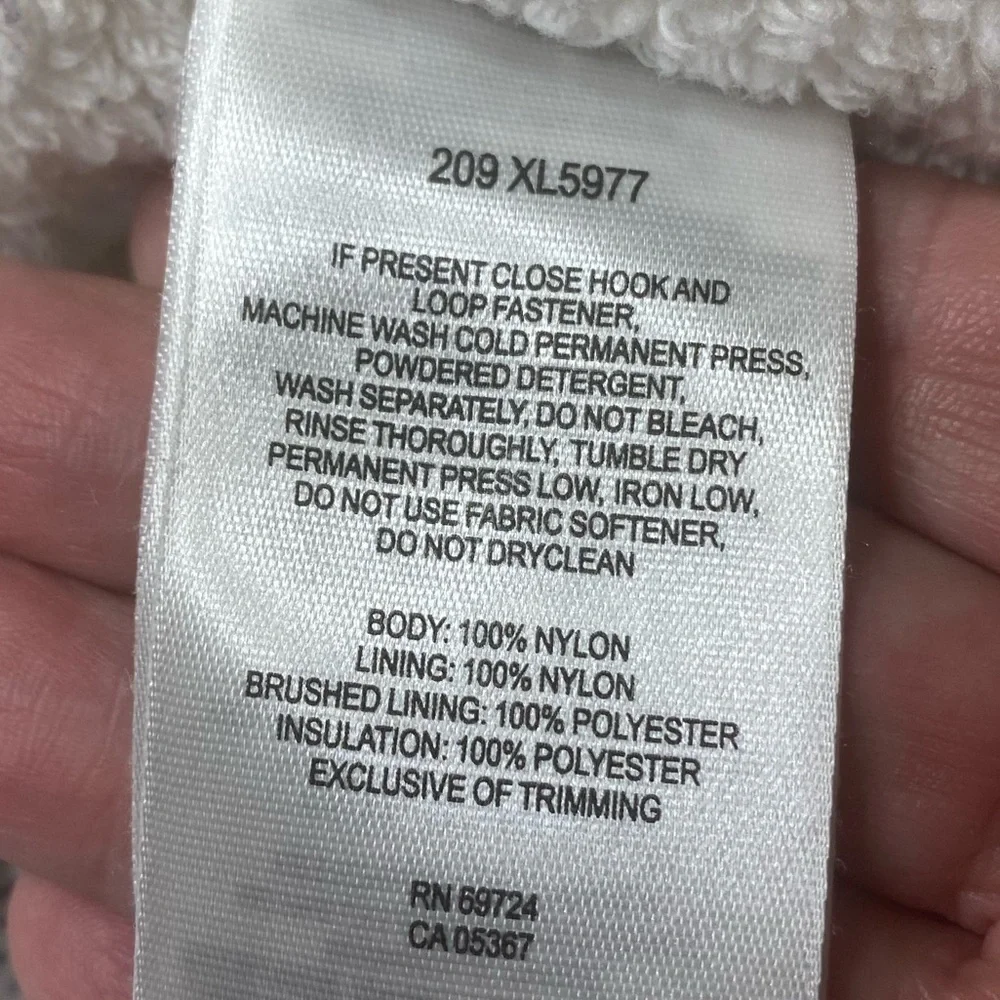 209 XL5977
IF PRESENT CLOSE HOOK AND
LOOP FASTENER,
MACHINE WASH COLD PERMANENT PRESS,
POWDERED DETERGENT,
WASH SEPARATELY, DO NOT BLEACH,
RINSE THOROUGHLY, TUMBLE DRY
PERMANENT PRESS LOW, IRON LOW,
DO NOT USE FABRIC SOFTENER,
DO NOT DRYCLEAN
BODY: 100% NYLON
LINING: 100% NYLON
BRUSHED LINING: 100% POLYESTER
INSULATION: 100% POLYESTER
EXCLUSIVE OF TRIMMING
RN 69724
CA 05367